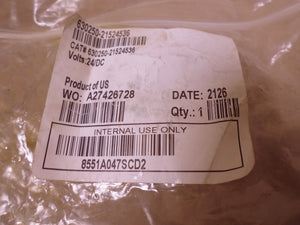 630250-21524536
CAT# 630250-21524536
Volts:24/DC
Product of US
WO: A27426728
DATE: 2126
Qty.: 1
INTERNAL USE ONLY
8551A047SCD2